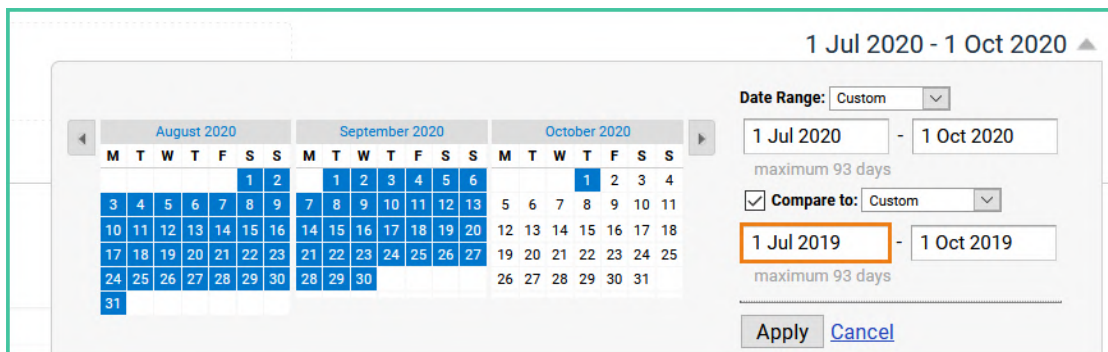 1 Jul 2020 - 1 Oct 2020
Date Range: Custom
1 Jul 2020 - 1 Oct 2020
maximum 93 days
Compare to: Custom
1 Jul 2019 - 1 Oct 2019
maximum 93 days
Apply Cancel
August 2020
M T W T F S S
1 2
3 4 5 6 7 8 9
10 11 12 13 14 15 16
17 18 19 20 21 22 23
24 25 26 27 28 29 30
31
September 2020
M T W T F S S
1 2 3 4 5 6
7 8 9 10 11 12 13
14 15 16 17 18 19 20
21 22 23 24 25 26 27
28 29 30
October 2020
M T W T F S S
1 2 3 4
5 6 7 8 9 10 11
12 13 14 15 16 17 18
19 20 21 22 23 24 25
26 27 28 29 30 31